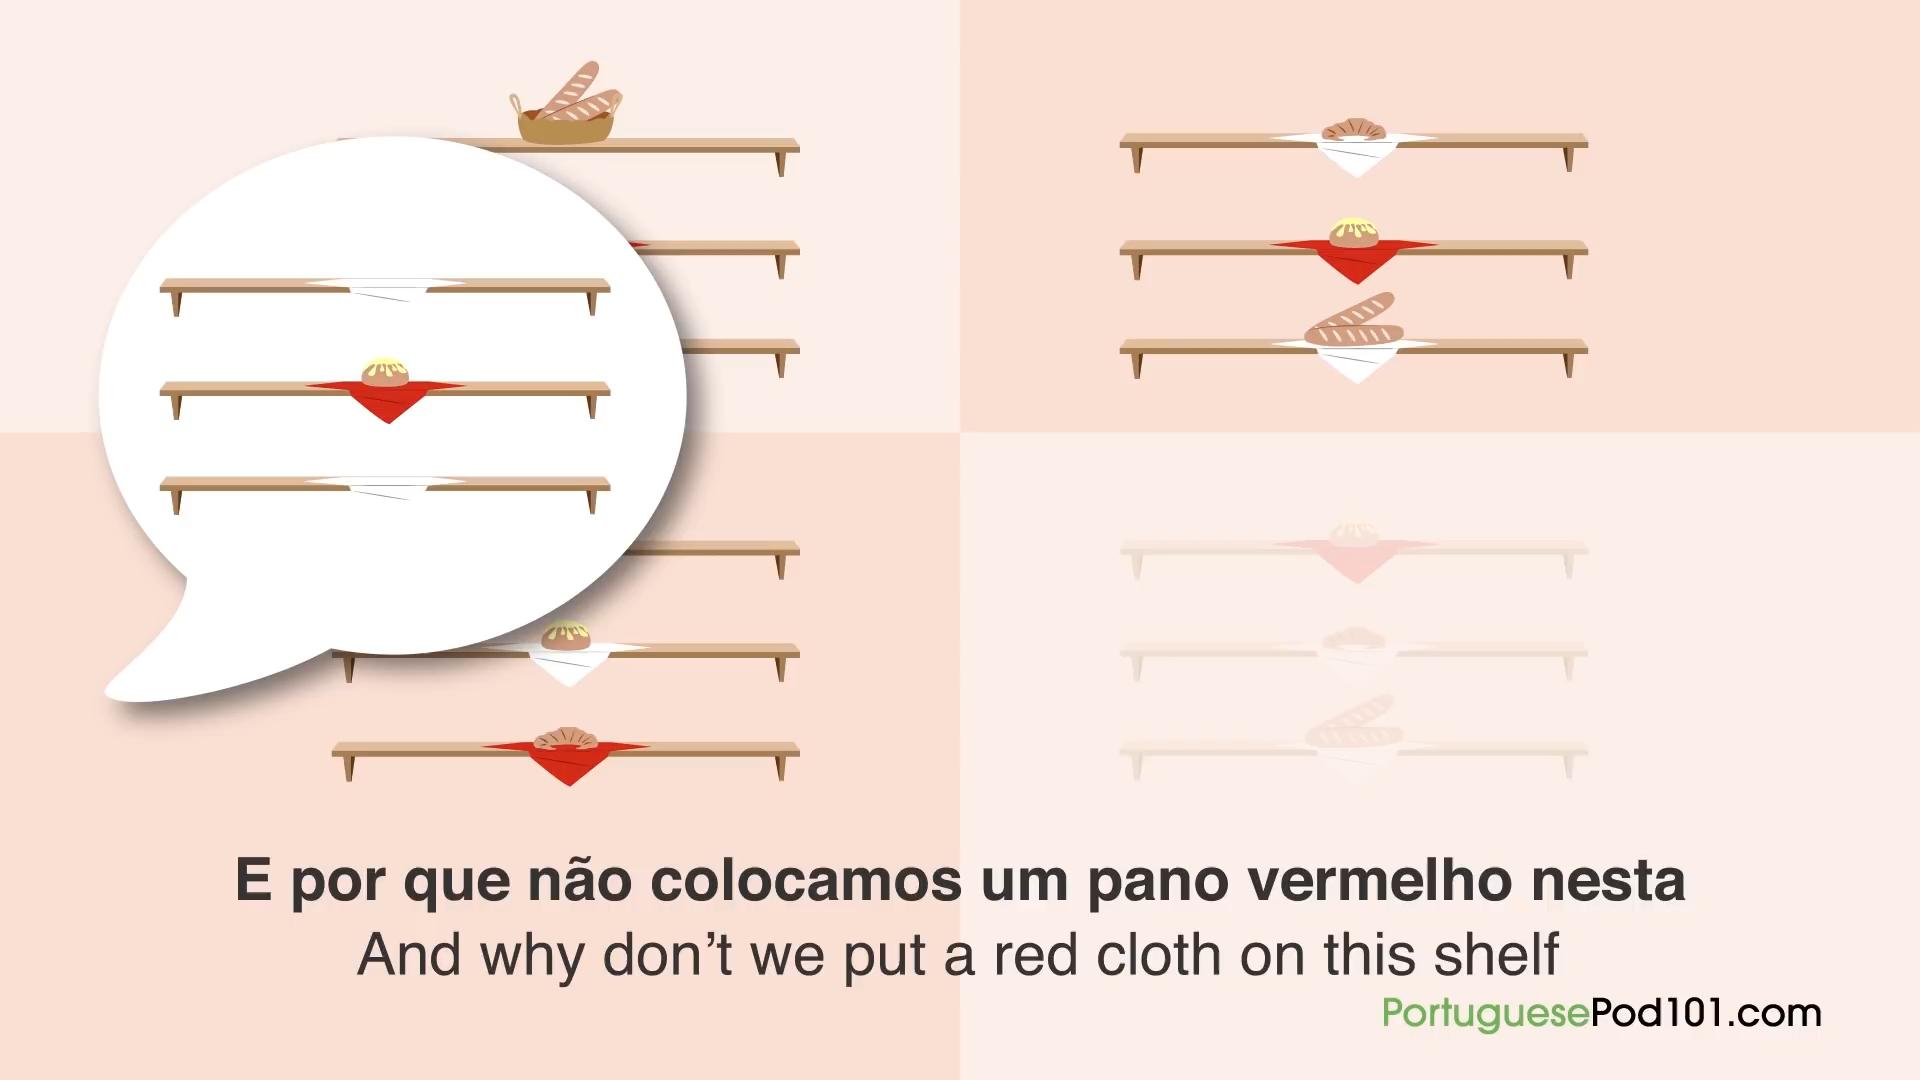 E por que não colocamos um pano vermelho nesta
And why don’t we put a red cloth on this shelf
PortuguesePod101.com